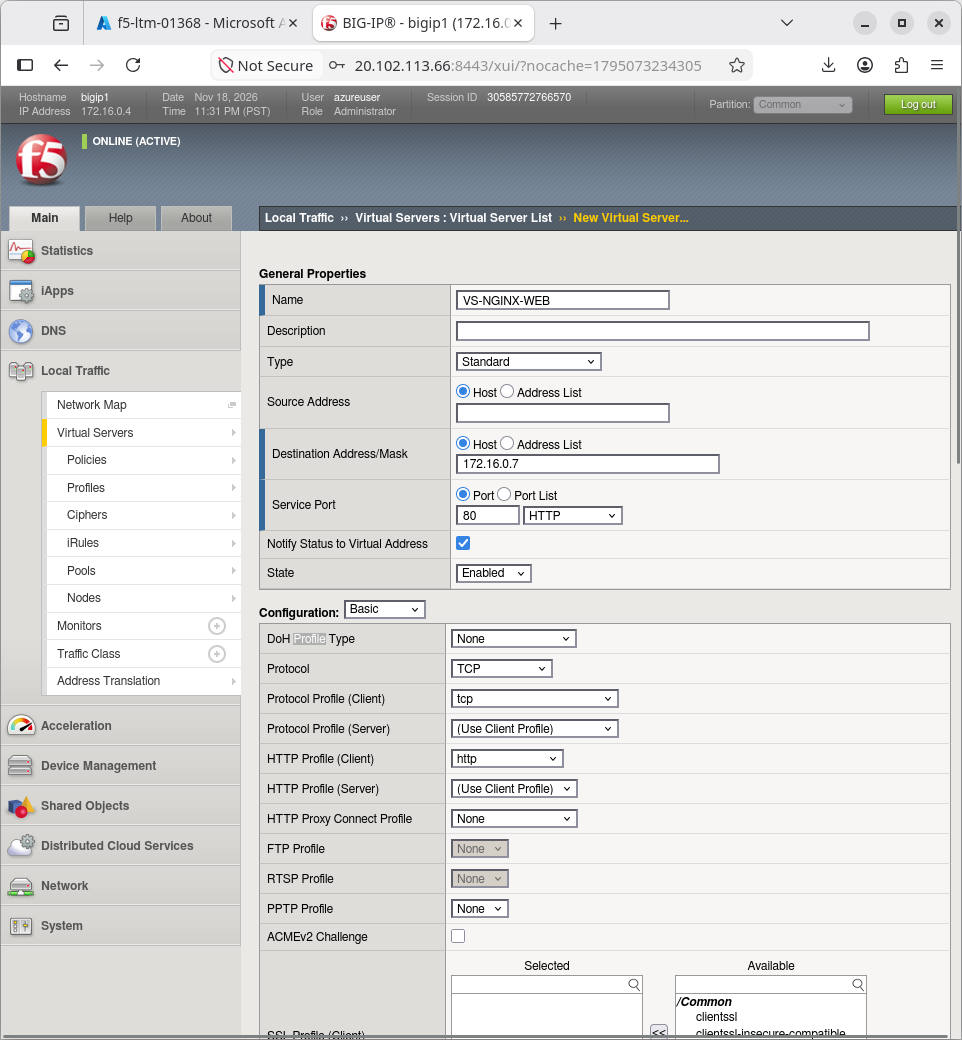 f5-ltm-01368 - Microsoft A
BIG-IP® - bigip1 (172.16.0
Not Secure
20.102.113.66:8443/xui/?nocache=1795073234305
Hostname bigip1 Date Nov 18, 2026 User azureuser Session ID 30585772766570
IP Address 172.16.0.4 Time 11:31 PM (PST) Role Administrator
Partition: Common
Log out
f5
ONLINE (ACTIVE)
Main Help About
Local Traffic ›› Virtual Servers : Virtual Server List ›› New Virtual Server...
Statistics
iApps
DNS
Local Traffic
Network Map
Virtual Servers
Policies
Profiles
Ciphers
iRules
Pools
Nodes
Monitors
Traffic Class
Address Translation
Acceleration
Device Management
Shared Objects
Distributed Cloud Services
Network
System
General Properties
Name VS-NGINX-WEB
Description
Type Standard
Source Address Host Address List
Destination Address/Mask Host Address List
172.16.0.7
Service Port Port Port List
80 HTTP
Notify Status to Virtual Address
State Enabled
Configuration: Basic
DoH Profile Type None
Protocol TCP
Protocol Profile (Client) tcp
Protocol Profile (Server) (Use Client Profile)
HTTP Profile (Client) http
HTTP Profile (Server) (Use Client Profile)
HTTP Proxy Connect Profile None
FTP Profile None
RTSP Profile None
PPTP Profile None
ACMEv2 Challenge
Selected Available
/Common
clientssl
<< clientssl-insecure-compatible
SSL Profile (Client)